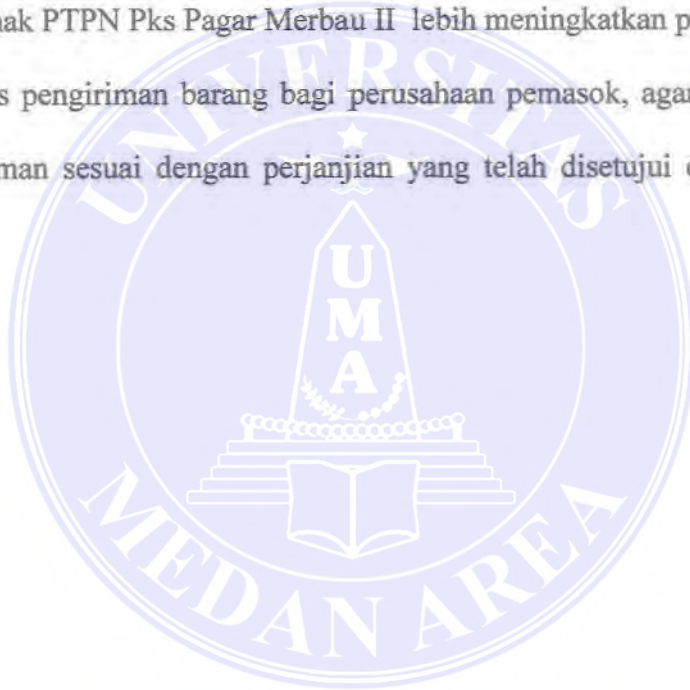 ak PTPN Pks Pagar Merbau II lebih meningkatkan p
s pengiriman barang bagi perusahaan pemasok, agar
man sesuai dengan perjanjian yang telah disetujui
UNIVERSITAS
UMA
MEDAN AREA